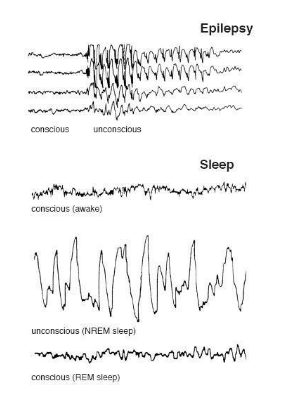 Epilepsy
conscious unconscious
Sleep
conscious (awake)
unconscious (NREM sleep)
conscious (REM sleep)